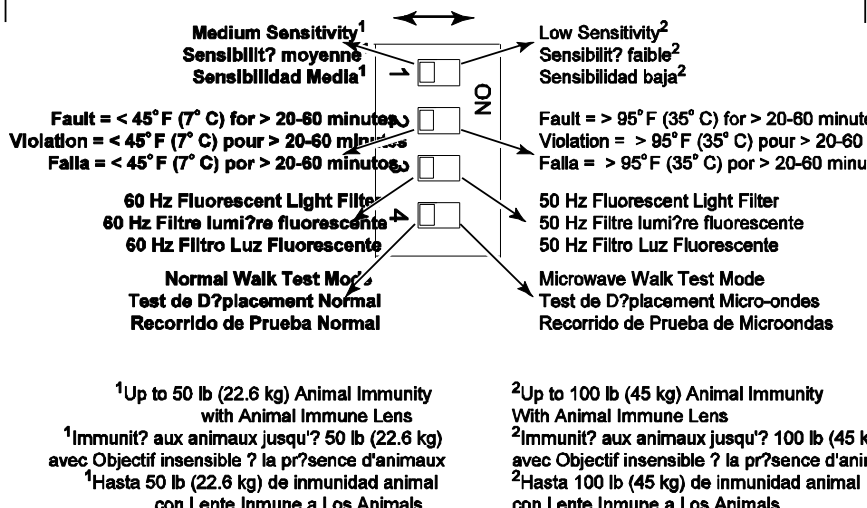 Medium Sensitivity¹
Sensibilit? moyenne
Sensibilidad Media¹
Low Sensitivity²
Sensibilit? faible²
Sensibilidad baja²
1
ON
Fault = < 45° F (7° C) for > 20-60 minutes
Violation = < 45° F (7° C) pour > 20-60 minutes
Falla = < 45° F (7° C) por > 20-60 minutes
2
Fault = > 95° F (35° C) for > 20-60
Violation = > 95° F (35° C) pour > 20-60
Falla = > 95° F (35° C) por > 20-60
3
60 Hz Fluorescent Light Filter
60 Hz Filtre lumi?re fluorescente
60 Hz Filtro Luz Fluorescente
50 Hz Fluorescent Light Filter
50 Hz Filtre lumi?re fluorescente
50 Hz Filtro Luz Fluorescente
4
Normal Walk Test Mode
Test de D?placement Normal
Recorrido de Prueba Normal
Microwave Walk Test Mode
Test de D?placement Micro-ondes
Recorrido de Prueba de Microondas
¹Up to 50 lb (22.6 kg) Animal Immunity
with Animal Immune Lens
¹Immunit? aux animaux jusqu'? 50 lb (22.6 kg)
avec Objectif insensible ? la pr?sence d'animaux
¹Hasta 50 lb (22.6 kg) de inmunidad animal
con Lente Inmune a Los Animals
²Up to 100 lb (45 kg) Animal Immunity
With Animal Immune Lens
²Immunit? aux animaux jusqu'? 100 lb (45
avec Objectif insensible ? la pr?sence
²Hasta 100 lb (45 kg) de inmunidad animal
con Lente Inmune a Los Animals